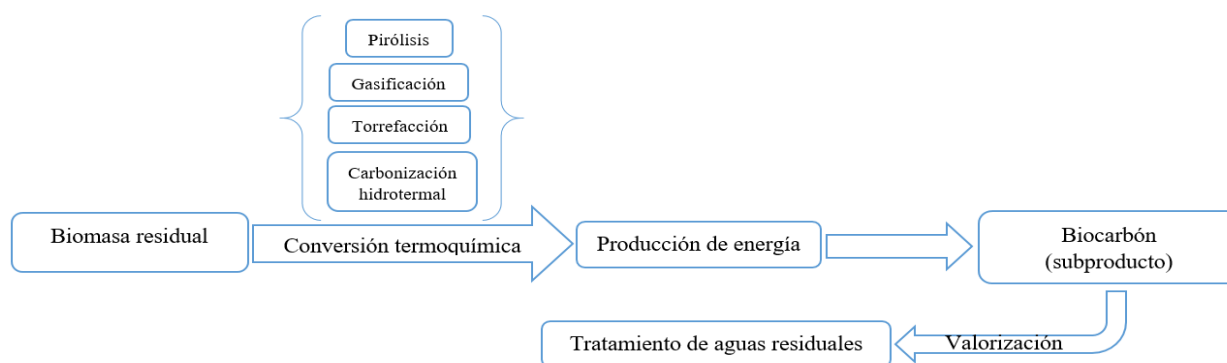 Pirólisis
Gasificación
Torrefacción
Carbonización
hidrotermal
Biomasa residual
Conversión termoquímica
Producción de energía
Biocarbón
(subproducto)
Tratamiento de aguas residuales
Valorización